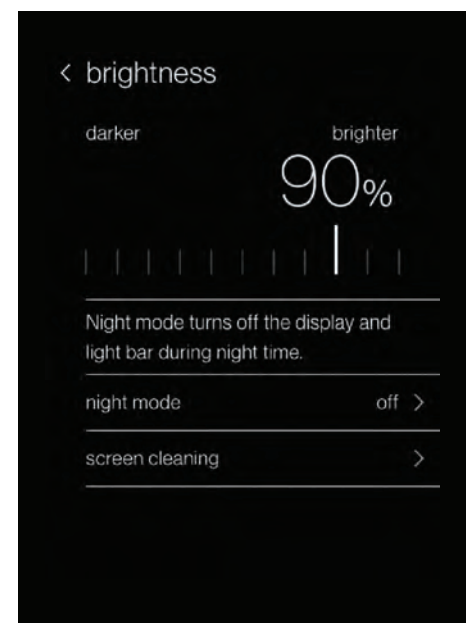 < brightness
darker brighter
90%
Night mode turns off the display and
light bar during night time.
night mode off >
screen cleaning >